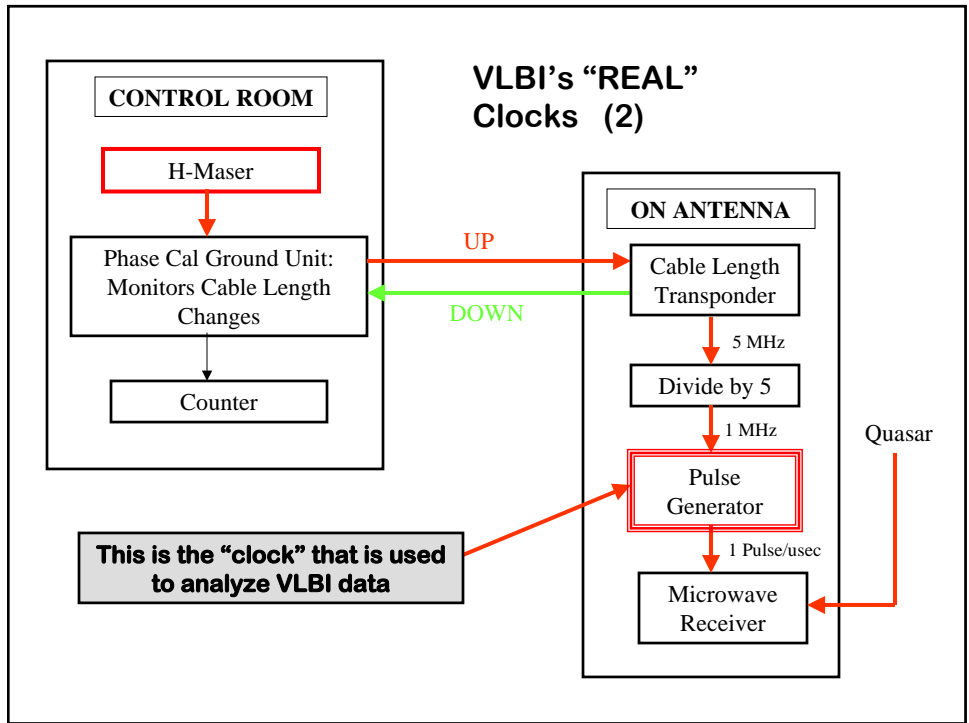 VLBI's “REAL”
Clocks (2)
CONTROL ROOM
H-Maser
Phase Cal Ground Unit:
Monitors Cable Length
Changes
Counter
UP
DOWN
ON ANTENNA
Cable Length
Transponder
5 MHz
Divide by 5
1 MHz
Pulse
Generator
1 Pulse/usec
Microwave
Receiver
Quasar
This is the “clock” that is used
to analyze VLBI data